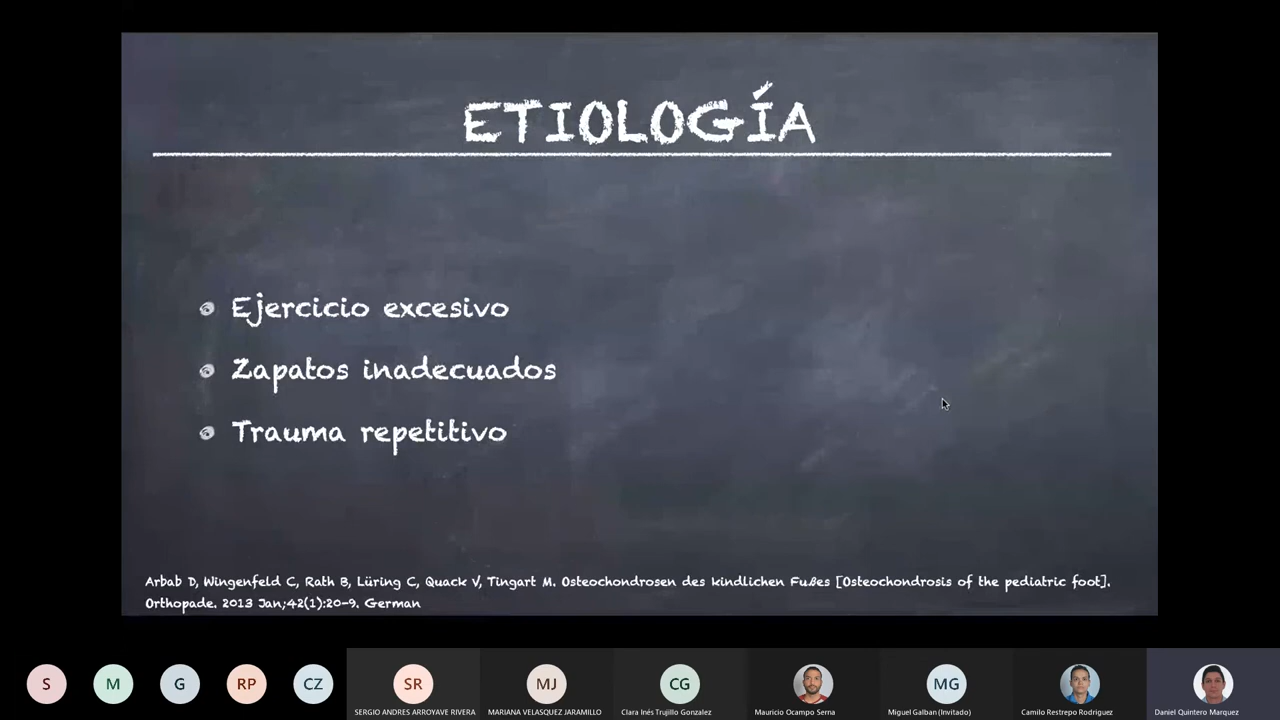 ETIOLOGÍA
Ejercicio excesivo
Zapatos inadecuados
Trauma repetitivo
Arbab D, Wingenfeld C, Rath B, Lüring C, Quack V, Tingart M. Osteochondrosen des kindlichen Fußes [Osteochondrosis of the pediatric foot].
Orthopade. 2013 Jan;42(1):20-9. German
S M G RP CZ SR MJ CG MG
SERGIO ANDRES ARROYAVE RIVERA MARIANA VELASQUEZ JARAMILLO Clara Inés Trujillo Gonzalez Mauricio Ocampo Serna Miguel Galban (Invitado) Camilo Restrepo Rodriguez Daniel Quintero Marquez